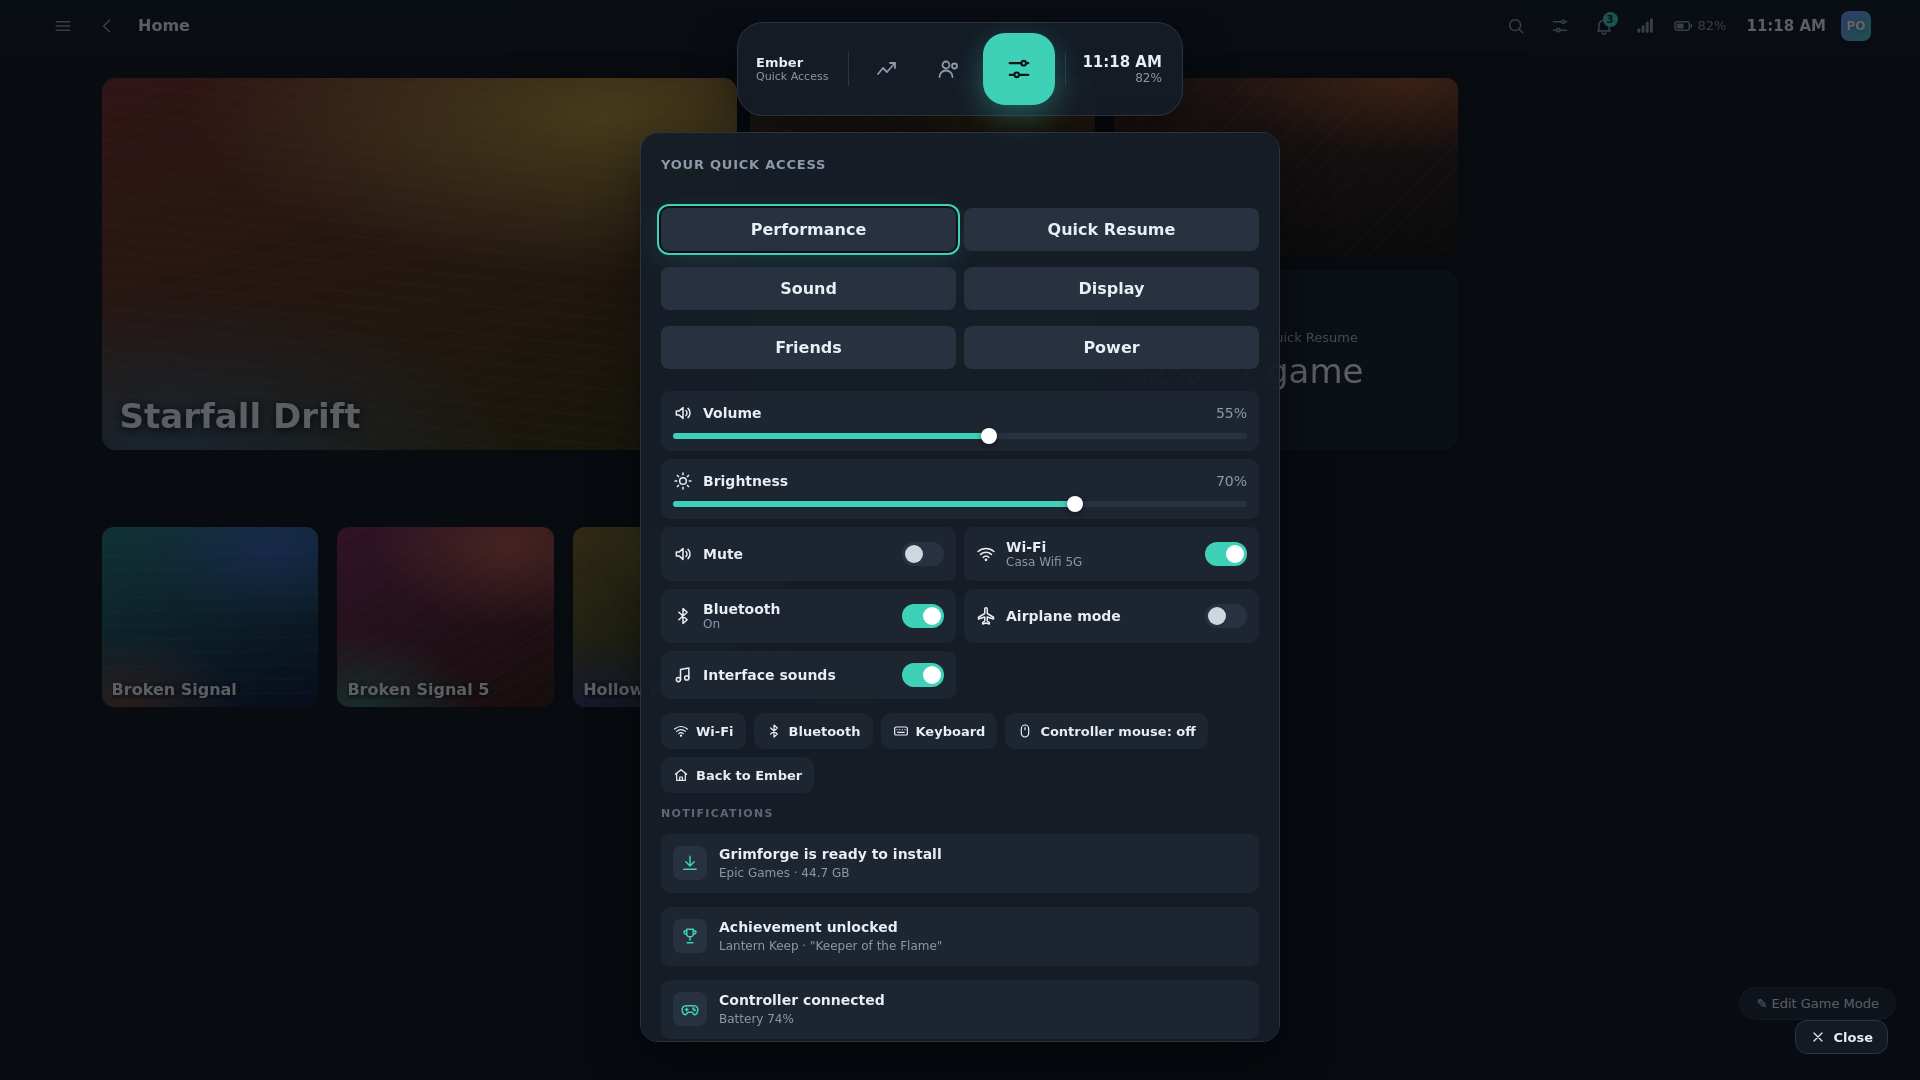 Home
3
82%
11:18 AM
PO
Ember
Quick Access
11:18 AM
82%
YOUR QUICK ACCESS
Performance
Quick Resume
Sound
Display
Friends
Power
Starfall Drift
Resume
game
Volume
55%
Brightness
70%
Mute
Wi-Fi
Casa Wifi 5G
Bluetooth
On
Airplane mode
Interface sounds
Broken Signal
Broken Signal 5
Hollow
Wi-Fi
Bluetooth
Keyboard
Controller mouse: off
Back to Ember
NOTIFICATIONS
Grimforge is ready to install
Epic Games · 44.7 GB
Achievement unlocked
Lantern Keep · "Keeper of the Flame"
Controller connected
Battery 74%
✎ Edit Game Mode
Close